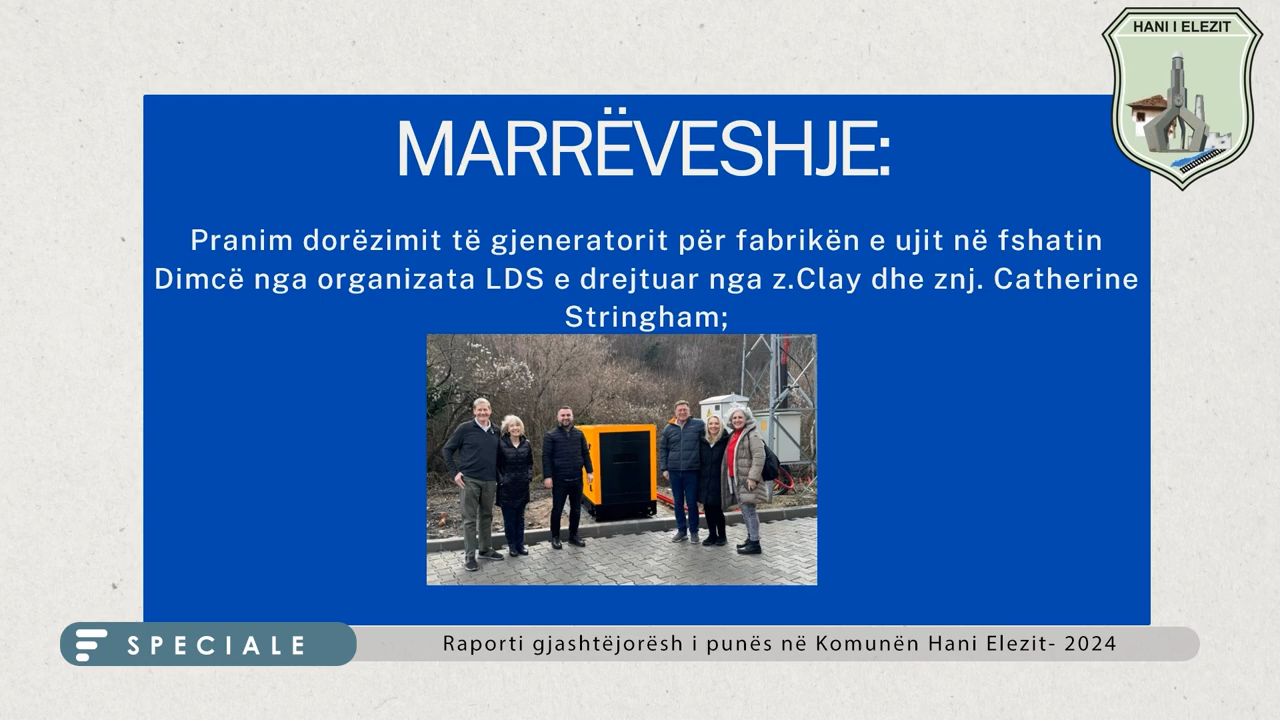 HANI I ELEZIT
MARRËVESHJE:
Pranim dorëzimit të gjeneratorit për fabrikën e ujit në fshatin
Dimcë nga organizata LDS e drejtuar nga z.Clay dhe znj. Catherine
Stringham;
SPECIALE
Raporti gjashtëjorësh i punës në Komunën Hani Elezit- 2024